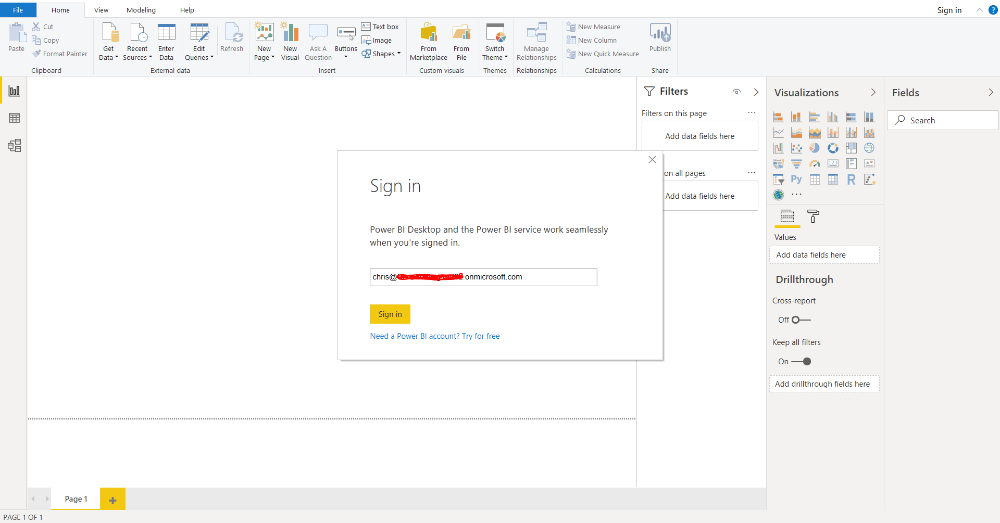 File Home View Modeling Help Sign in
Paste
Cut
Copy
Format Painter
Clipboard
Get Data
Recent Sources
Enter Data
Edit Queries
Refresh
External data
New Page
New Visual
Ask A Question
Buttons
Text box
Image
Shapes
Insert
From Marketplace
From File
Custom visuals
Switch Theme
Themes
Manage Relationships
Relationships
New Measure
New Column
New Quick Measure
Calculations
Publish
Share
Sign in
Power BI Desktop and the Power BI service work seamlessly
when you're signed in.
chris@ .onmicrosoft.com
Sign in
Need a Power BI account? Try for free
Filters
Filters on this page
Add data fields here
on all pages
Add data fields here
Visualizations
123
Py
R
Values
Add data fields here
Drillthrough
Cross-report
Off
Keep all filters
On
Add drillthrough fields here
Fields
Search
Page 1
PAGE 1 OF 1